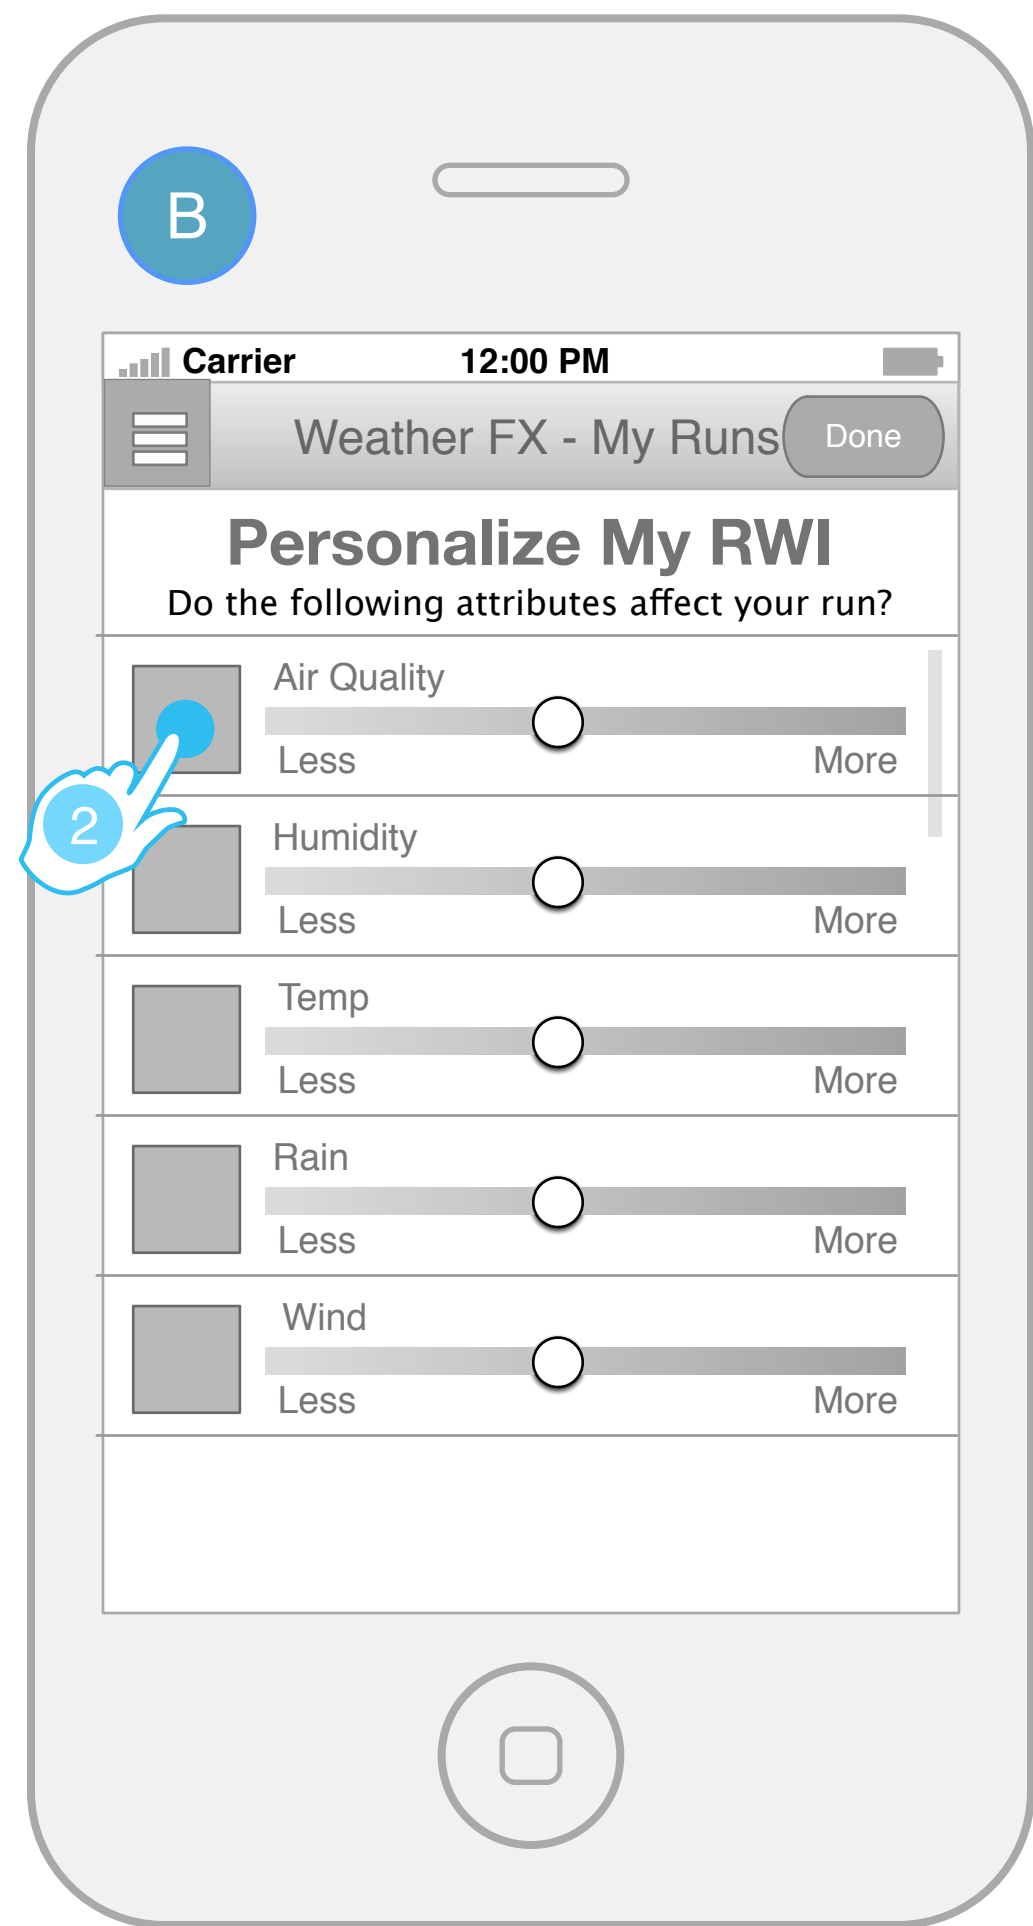 B
Carrier 12:00 PM
Weather FX - My Runs Done
Personalize My RWI
Do the following attributes affect your run?
Air Quality
Less More
2
Humidity
Less More
Temp
Less More
Rain
Less More
Wind
Less More